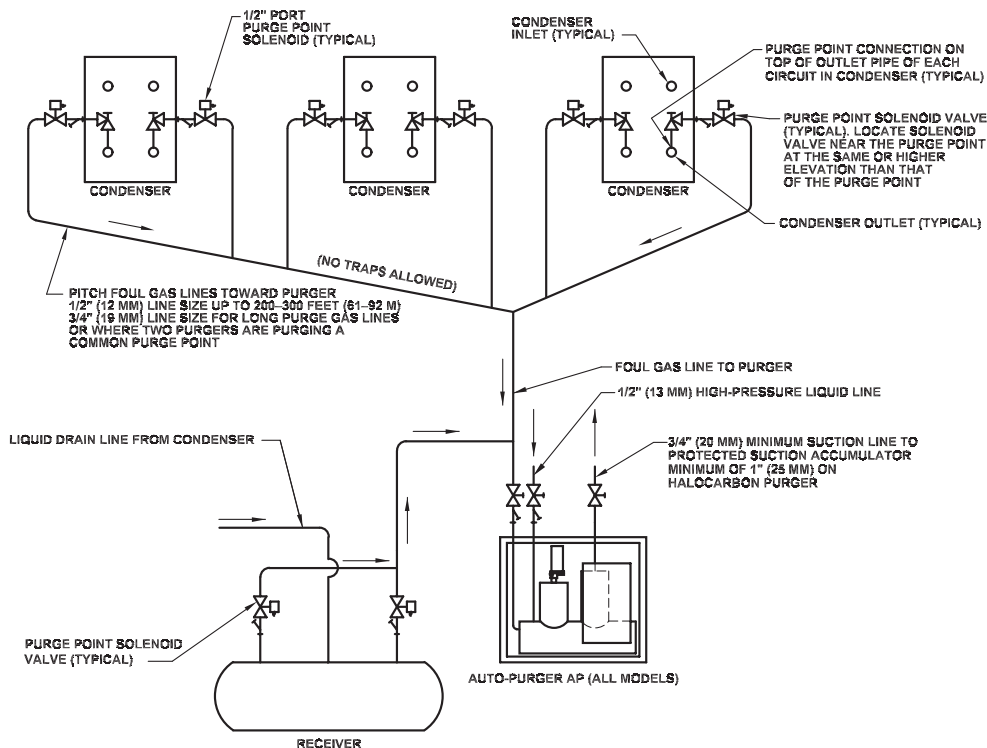 1/2" PORT
PURGE POINT
SOLENOID (TYPICAL)
CONDENSER
INLET (TYPICAL)
PURGE POINT CONNECTION ON
TOP OF OUTLET PIPE OF EACH
CIRCUIT IN CONDENSER (TYPICAL)
PURGE POINT SOLENOID VALVE
(TYPICAL). LOCATE SOLENOID
VALVE NEAR THE PURGE POINT
AT THE SAME OR HIGHER
ELEVATION THAN THAT
OF THE PURGE POINT
CONDENSER
CONDENSER
CONDENSER
CONDENSER OUTLET (TYPICAL)
(NO TRAPS ALLOWED)
PITCH FOUL GAS LINES TOWARD PURGER
1/2" (12 MM) LINE SIZE UP TO 200–300 FEET (61–92 M)
3/4" (19 MM) LINE SIZE FOR LONG PURGE GAS LINES
OR WHERE TWO PURGERS ARE PURGING A
COMMON PURGE POINT
FOUL GAS LINE TO PURGER
1/2" (13 MM) HIGH-PRESSURE LIQUID LINE
LIQUID DRAIN LINE FROM CONDENSER
3/4" (20 MM) MINIMUM SUCTION LINE TO
PROTECTED SUCTION ACCUMULATOR
MINIMUM OF 1" (25 MM) ON
HALOCARBON PURGER
PURGE POINT SOLENOID
VALVE (TYPICAL)
AUTO-PURGER AP (ALL MODELS)
RECEIVER